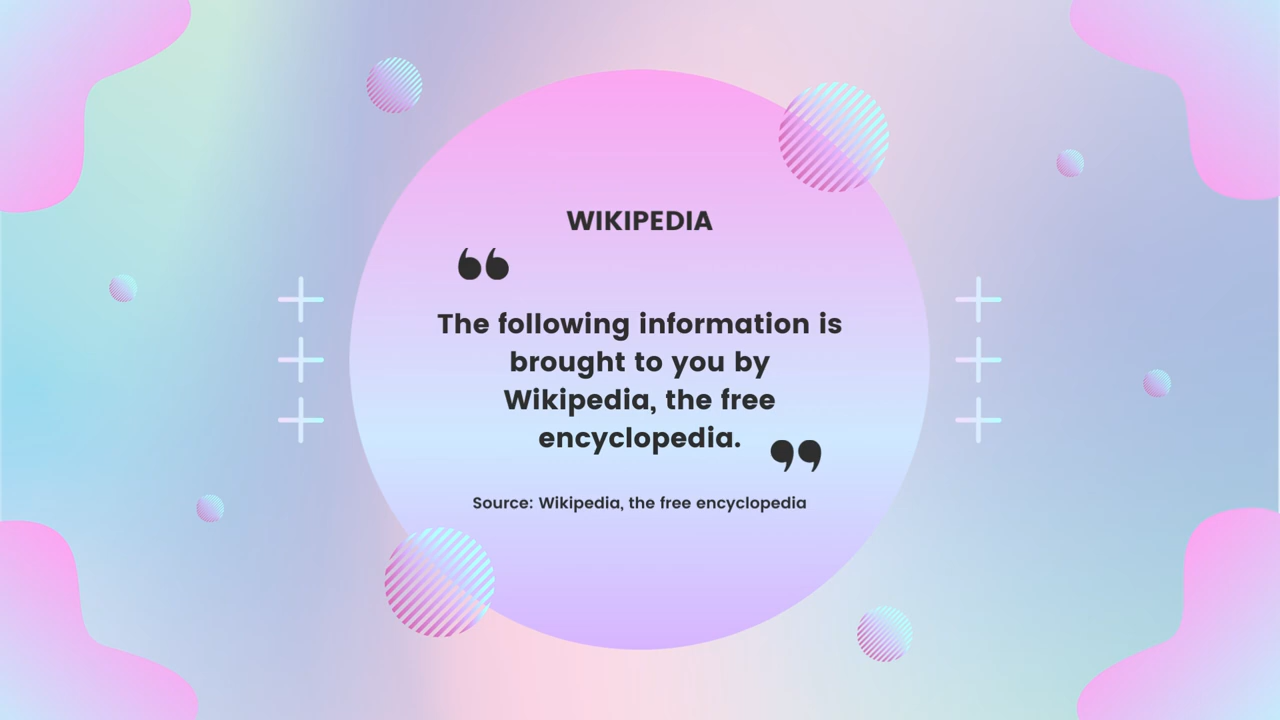 WIKIPEDIA
“
The following information is
brought to you by
Wikipedia, the free
encyclopedia.
”
Source: Wikipedia, the free encyclopedia